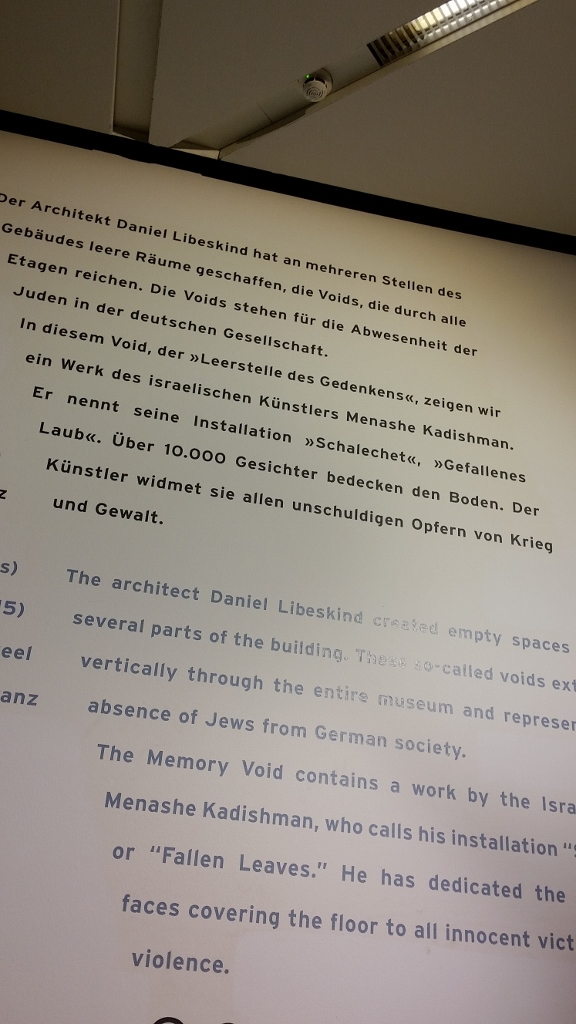 Der Architekt Daniel Libeskind hat an mehreren Stellen des
Gebäudes leere Räume geschaffen, die Voids, die durch alle
Etagen reichen. Die Voids stehen für die Abwesenheit der
Juden in der deutschen Gesellschaft.
In diesem Void, der »Leerstelle des Gedenkens«, zeigen wir
ein Werk des israelischen Künstlers Menashe Kadishman.
Er nennt seine Installation »Schalechet«, »Gefallenes
Laub«. Über 10.000 Gesichter bedecken den Boden. Der
Künstler widmet sie allen unschuldigen Opfern von Krieg
und Gewalt.
The architect Daniel Libeskind created empty spaces
several parts of the building. These so-called voids
vertically through the entire museum and
absence of Jews from German society.
The Memory Void contains a work by the
Menashe Kadishman, who calls his installation
or “Fallen Leaves.” He has dedicated the
faces covering the floor to all innocent
violence.